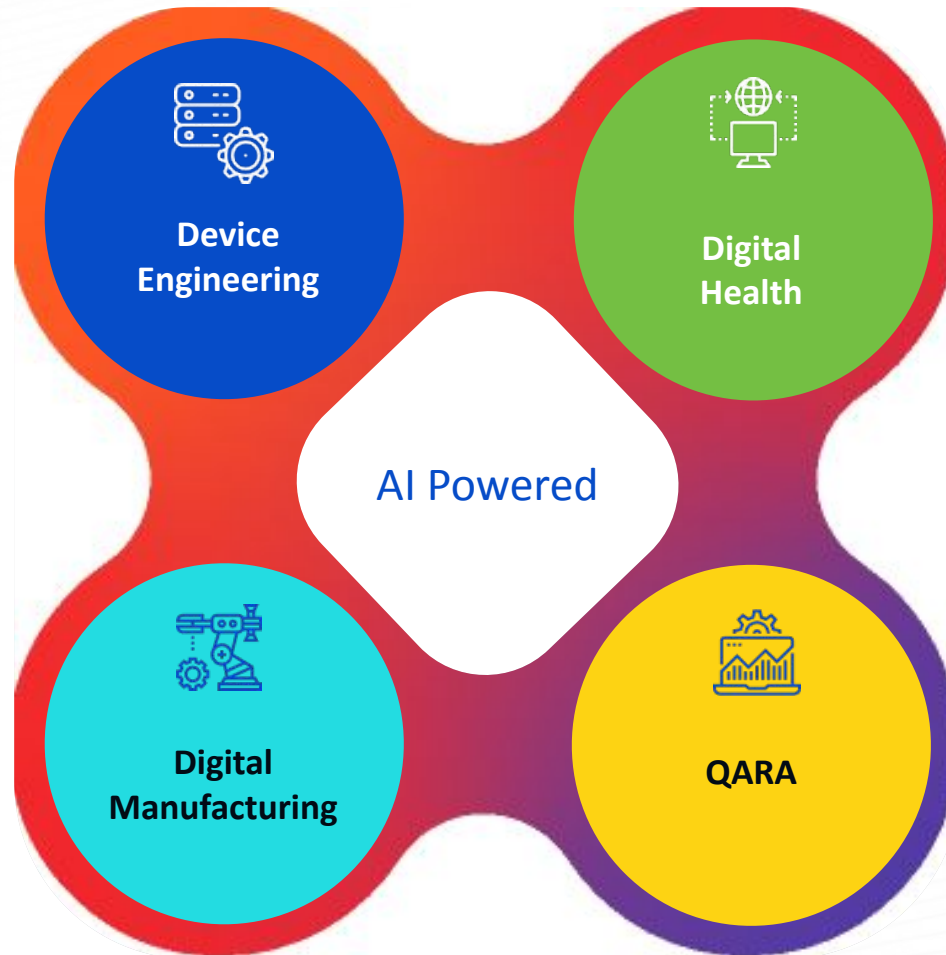 Device
Engineering
Digital
Health
AI Powered
Digital
Manufacturing
QARA